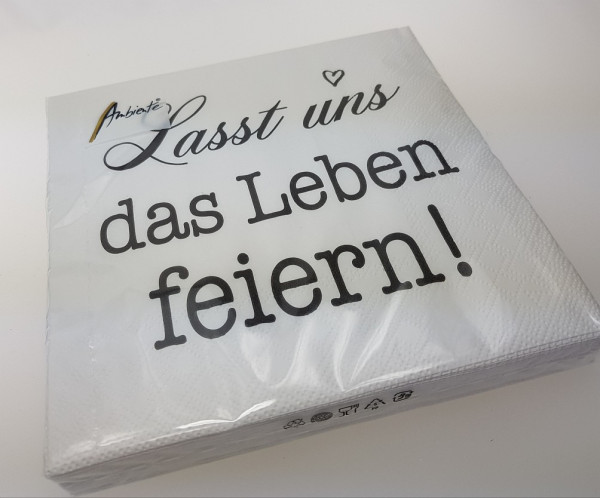 Ambiente
Lasst uns
das Leben
feiern!